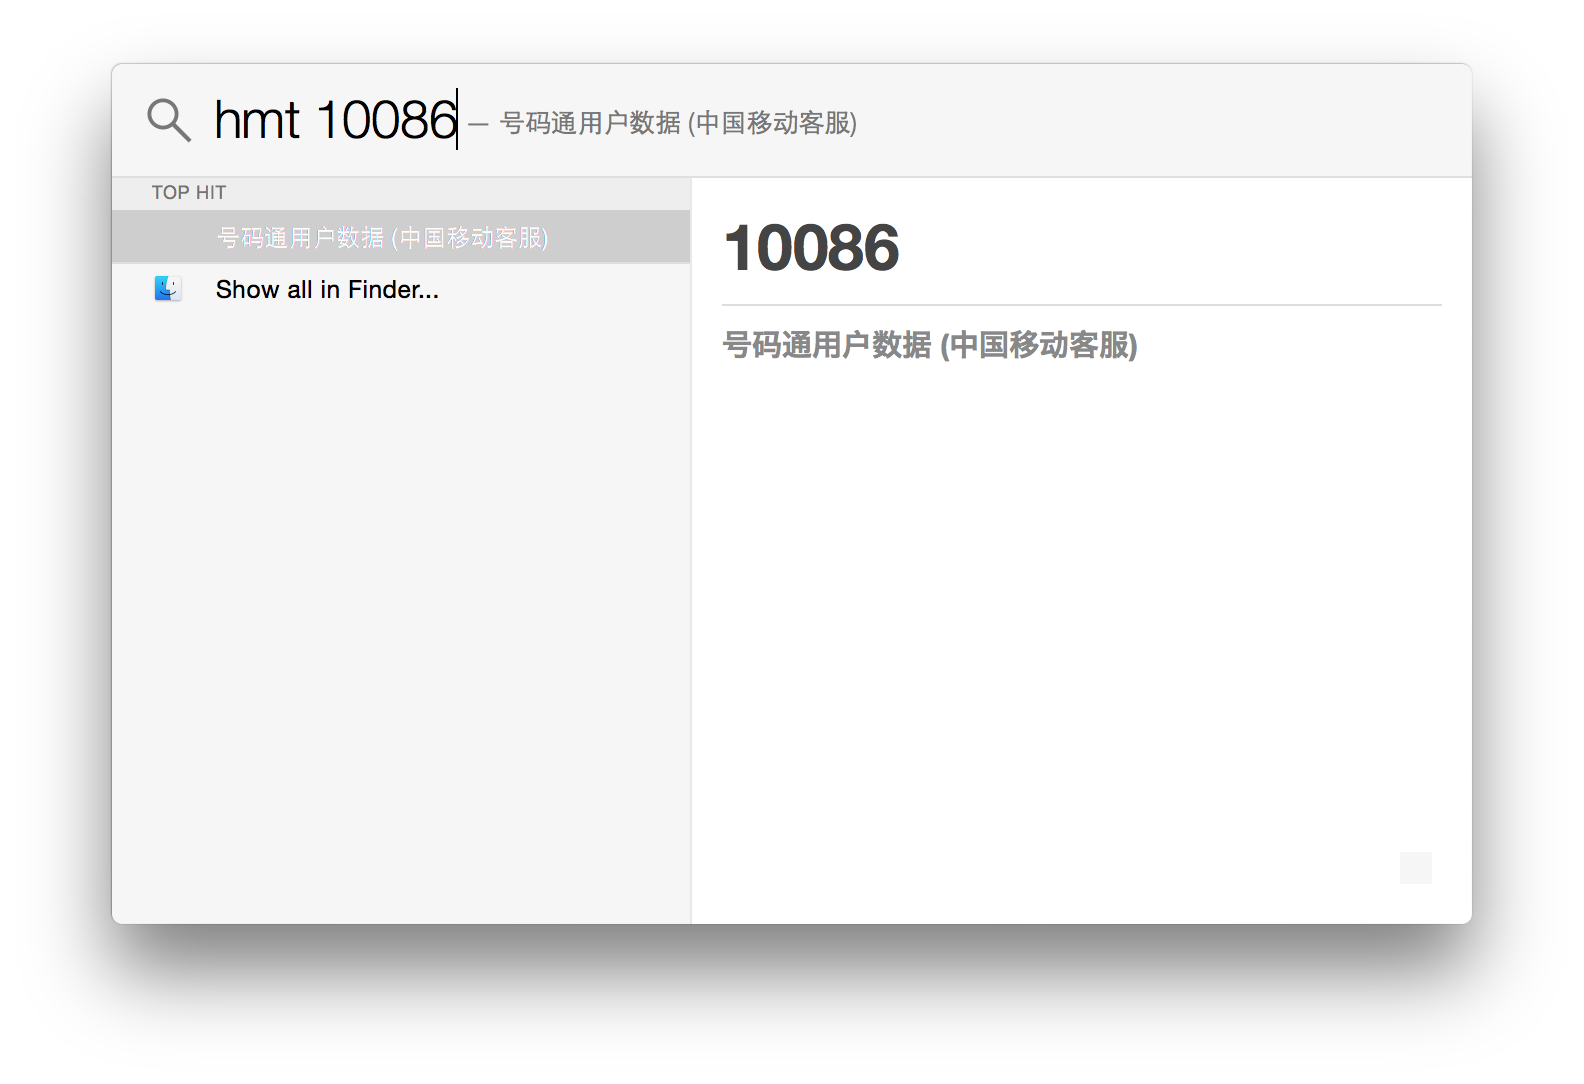 hmt 10086 — 号码通用户数据 (中国移动客服)
TOP HIT
号码通用户数据 (中国移动客服)
Show all in Finder...
10086
号码通用户数据 (中国移动客服)